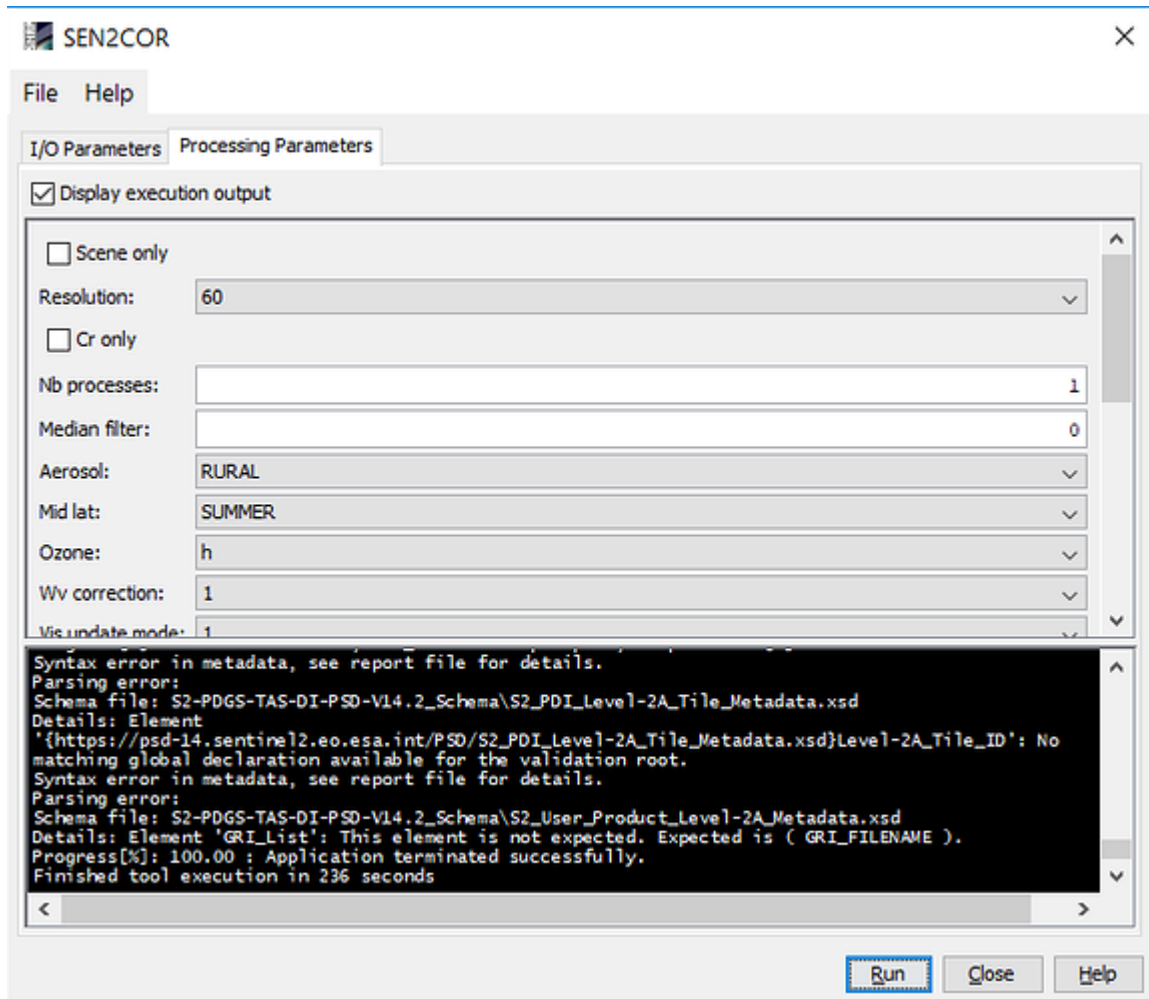 SEN2COR
File Help
I/O Parameters Processing Parameters
Display execution output
Scene only
Resolution: 60
Cr only
Nb processes: 1
Median filter: 0
Aerosol: RURAL
Mid lat: SUMMER
Ozone: h
Wv correction: 1
Vis update mode: 1
Syntax error in metadata, see report file for details.
Parsing error:
Schema file: S2-PDGS-TAS-DI-PSD-V14.2_Schema\S2_PDI_Level-2A_Tile_Metadata.xsd
Details: Element
'{https://psd-14.sentinel2.eo.esa.int/PSD/S2_PDI_Level-2A_Tile_Metadata.xsd}Level-2A_Tile_ID': No
matching global declaration available for the validation root.
Syntax error in metadata, see report file for details.
Parsing error:
Schema file: S2-PDGS-TAS-DI-PSD-V14.2_Schema\S2_User_Product_Level-2A_Metadata.xsd
Details: Element 'GRI_List': This element is not expected. Expected is ( GRI_FILENAME ).
Progress[%]: 100.00 : Application terminated successfully.
Finished tool execution in 236 seconds
Run Close Help